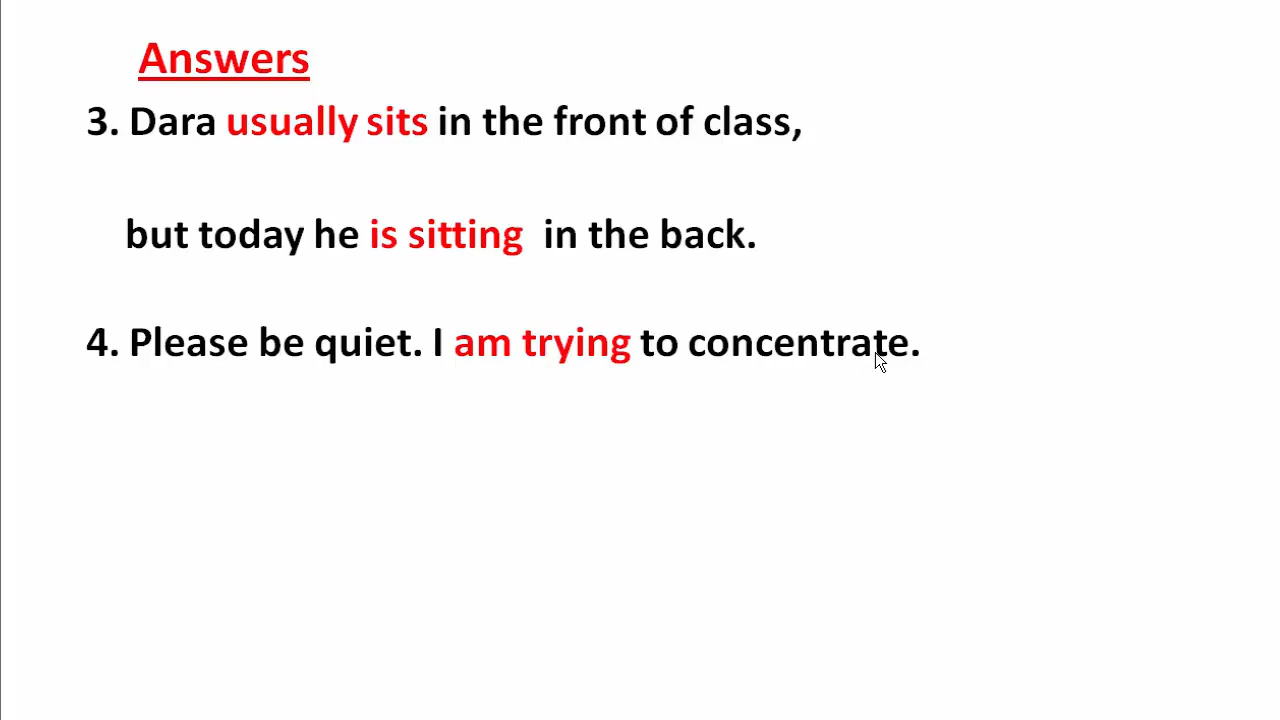 Answers
3. Dara usually sits in the front of class,
but today he is sitting in the back.
4. Please be quiet. I am trying to concentrate.